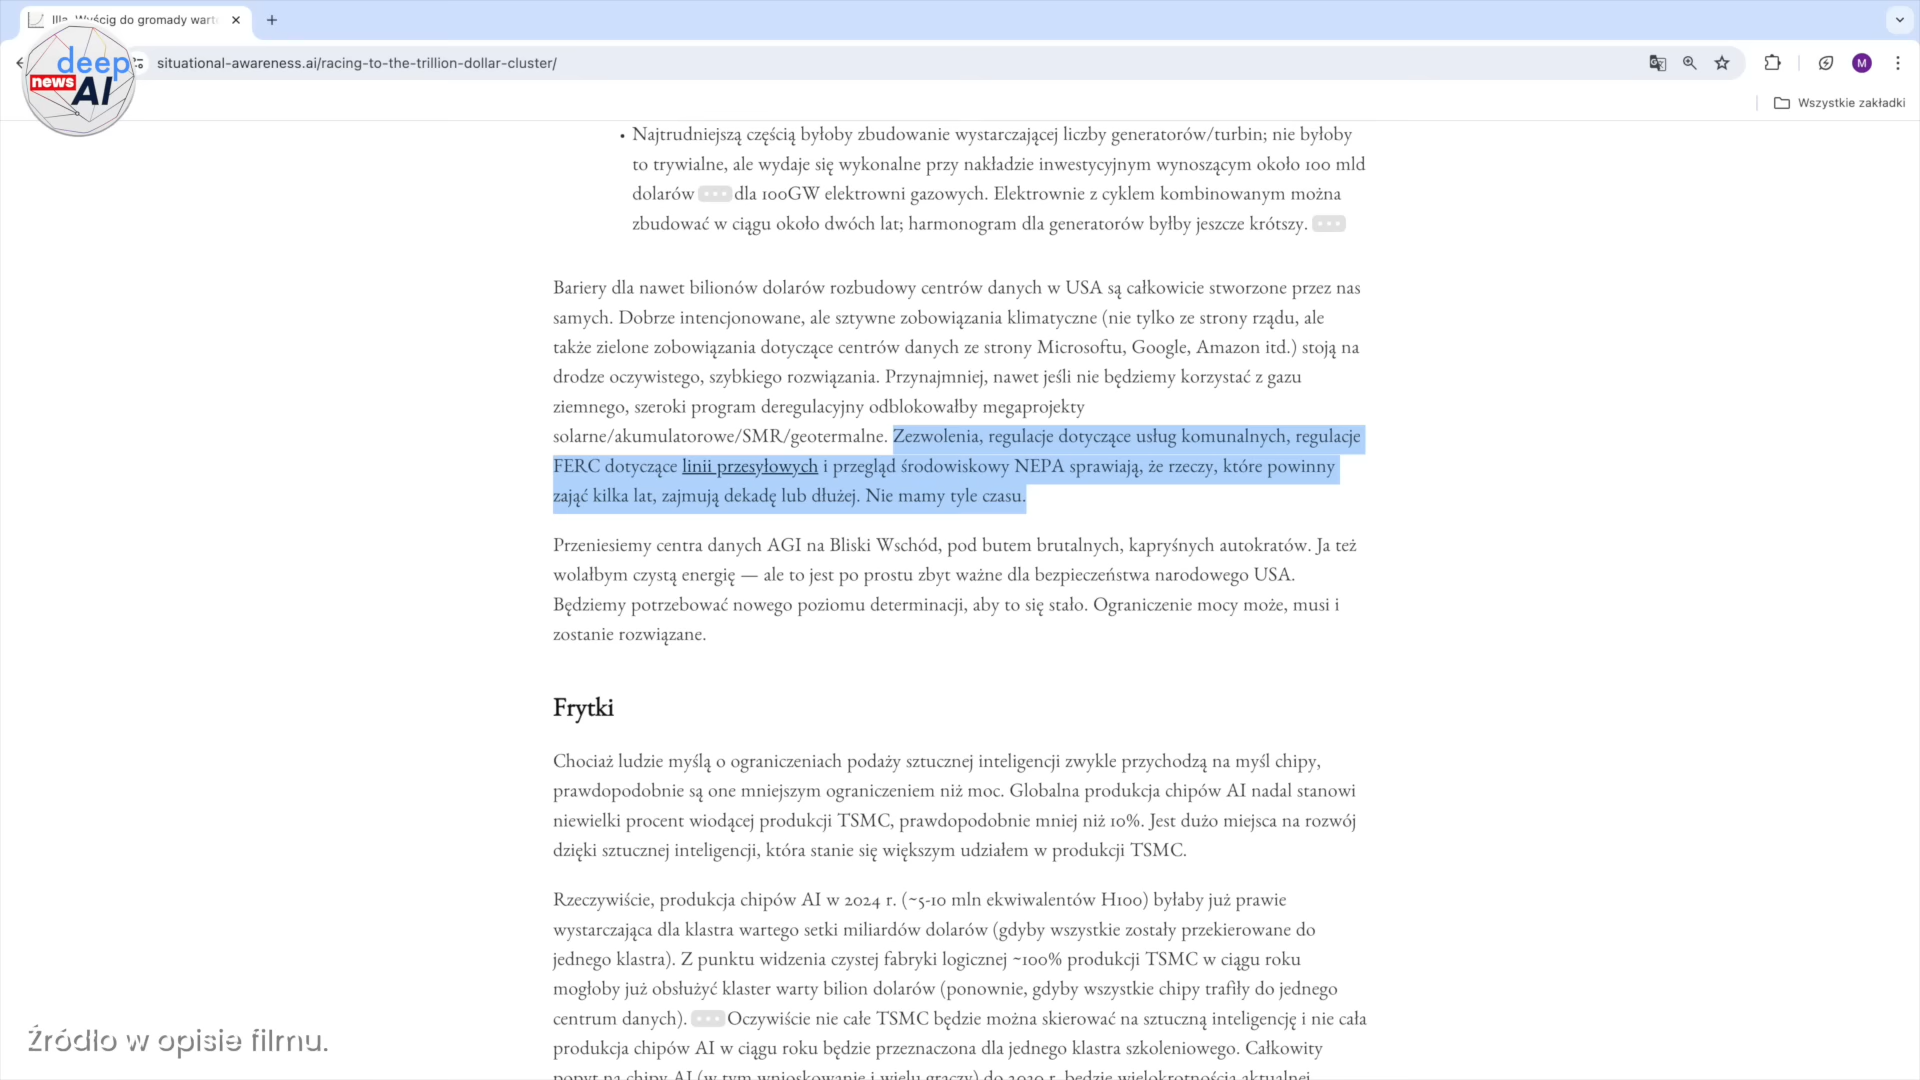 IIIa. Wyścig do gromady wart
deep
news
AI
situational-awareness.ai/racing-to-the-trillion-dollar-cluster/
M
Wszystkie zakładki
• Najtrudniejszą częścią byłoby zbudowanie wystarczającej liczby generatorów/turbin; nie byłoby
to trywialne, ale wydaje się wykonalne przy nakładzie inwestycyjnym wynoszącym około 100 mld
dolarów ••• dla 100GW elektrowni gazowych. Elektrownie z cyklem kombinowanym można
zbudować w ciągu około dwóch lat; harmonogram dla generatorów byłby jeszcze krótszy. •••
Bariery dla nawet bilionów dolarów rozbudowy centrów danych w USA są całkowicie stworzone przez nas
samych. Dobrze intencjonowane, ale sztywne zobowiązania klimatyczne (nie tylko ze strony rządu, ale
także zielone zobowiązania dotyczące centrów danych ze strony Microsoftu, Google, Amazon itd.) stoją na
drodze oczywistego, szybkiego rozwiązania. Przynajmniej, nawet jeśli nie będziemy korzystać z gazu
ziemnego, szeroki program deregulacyjny odblokowałby megaprojekty
solarne/akumulatorowe/SMR/geotermalne. Zezwolenia, regulacje dotyczące usług komunalnych, regulacje
FERC dotyczące linii przesyłowych i przegląd środowiskowy NEPA sprawiają, że rzeczy, które powinny
zająć kilka lat, zajmują dekadę lub dłużej. Nie mamy tyle czasu.
Przeniesiemy centra danych AGI na Bliski Wschód, pod butem brutalnych, kapryśnych autokratów. Ja też
wolałbym czystą energię — ale to jest po prostu zbyt ważne dla bezpieczeństwa narodowego USA.
Będziemy potrzebować nowego poziomu determinacji, aby to się stało. Ograniczenie mocy może, musi i
zostanie rozwiązane.
Frytki
Chociaż ludzie myślą o ograniczeniach podaży sztucznej inteligencji zwykle przychodzą na myśl chipy,
prawdopodobnie są one mniejszym ograniczeniem niż moc. Globalna produkcja chipów AI nadal stanowi
niewielki procent wiodącej produkcji TSMC, prawdopodobnie mniej niż 10%. Jest dużo miejsca na rozwój
dzięki sztucznej inteligencji, która stanie się większym udziałem w produkcji TSMC.
Rzeczywiście, produkcja chipów AI w 2024 r. (~5-10 mln ekwiwalentów H100) byłaby już prawie
wystarczająca dla klastra wartego setki miliardów dolarów (gdyby wszystkie zostały przekierowane do
jednego klastra). Z punktu widzenia czystej fabryki logicznej ~100% produkcji TSMC w ciągu roku
mogłoby już obsłużyć klaster warty bilion dolarów (ponownie, gdyby wszystkie chipy trafiły do jednego
centrum danych). ••• Oczywiście nie całe TSMC będzie można skierować na sztuczną inteligencję i nie cała
produkcja chipów AI w ciągu roku będzie przeznaczona dla jednego klastra szkoleniowego. Całkowity
popyt na chipy AI (w tym wnioskowanie i wielu graczy) do 2030 r. będzie wielokrotnością aktualnej
Źródło w opisie filmu.